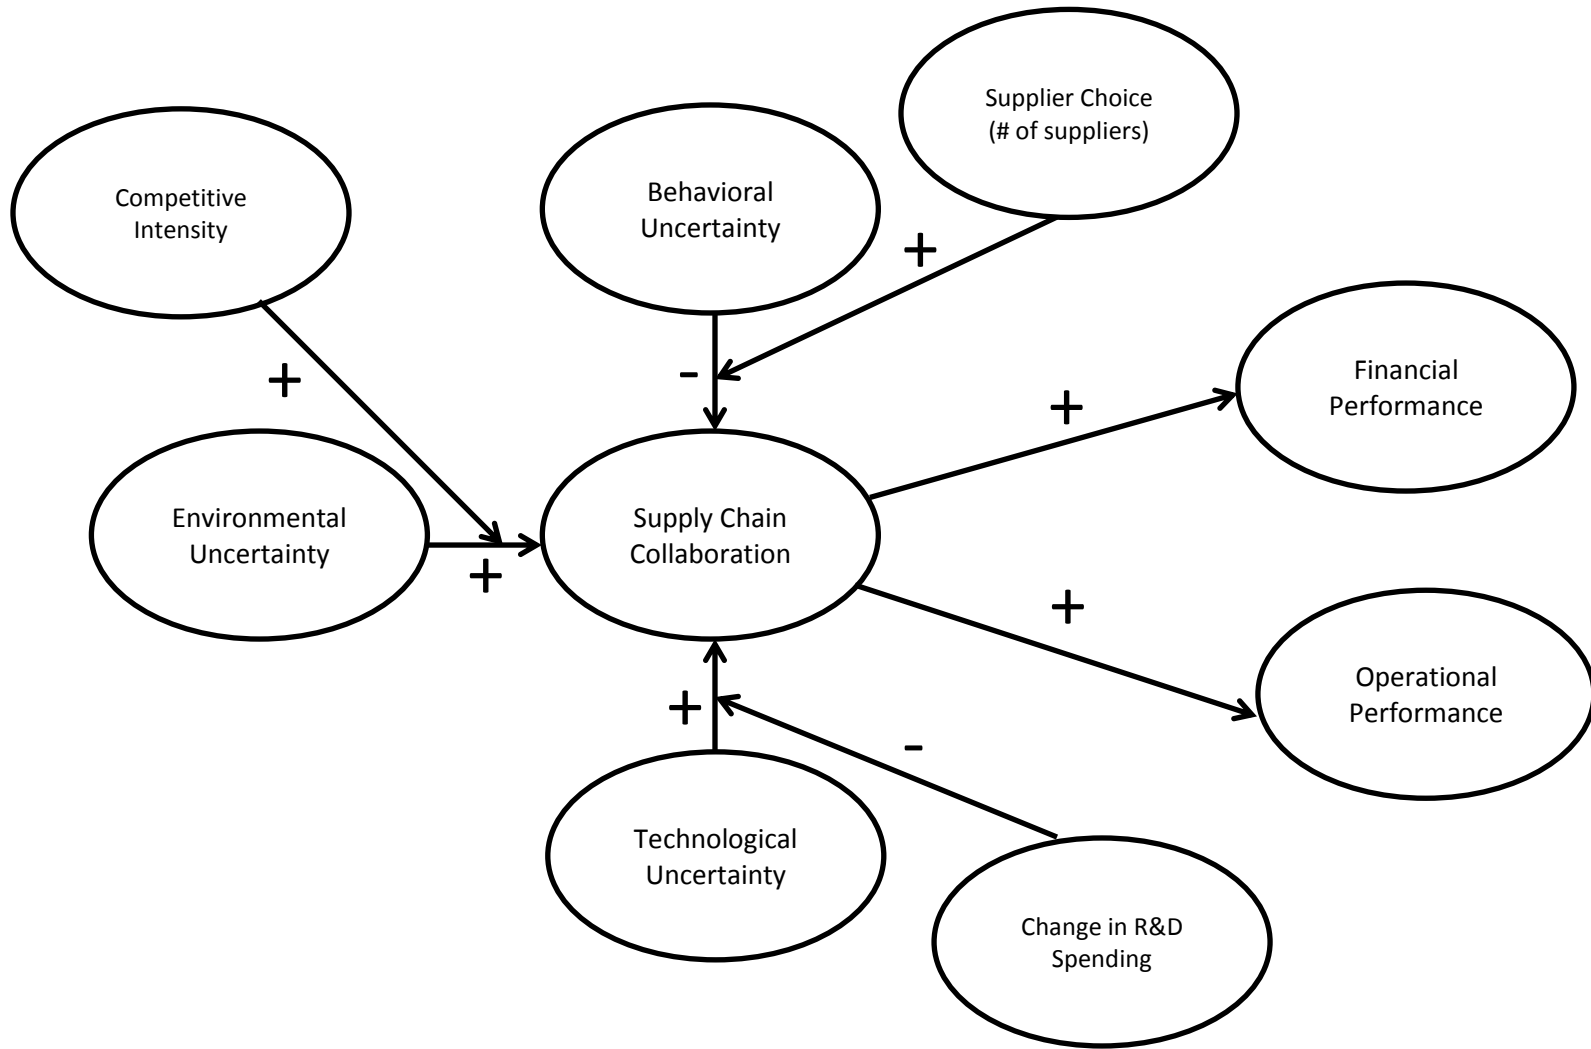 Supplier Choice
(# of suppliers)
Competitive
Intensity
Behavioral
Uncertainty
+
+
-
+
Financial
Performance
Environmental
Uncertainty
+
Supply Chain
Collaboration
+
Operational
Performance
+
-
Technological
Uncertainty
Change in R&D
Spending